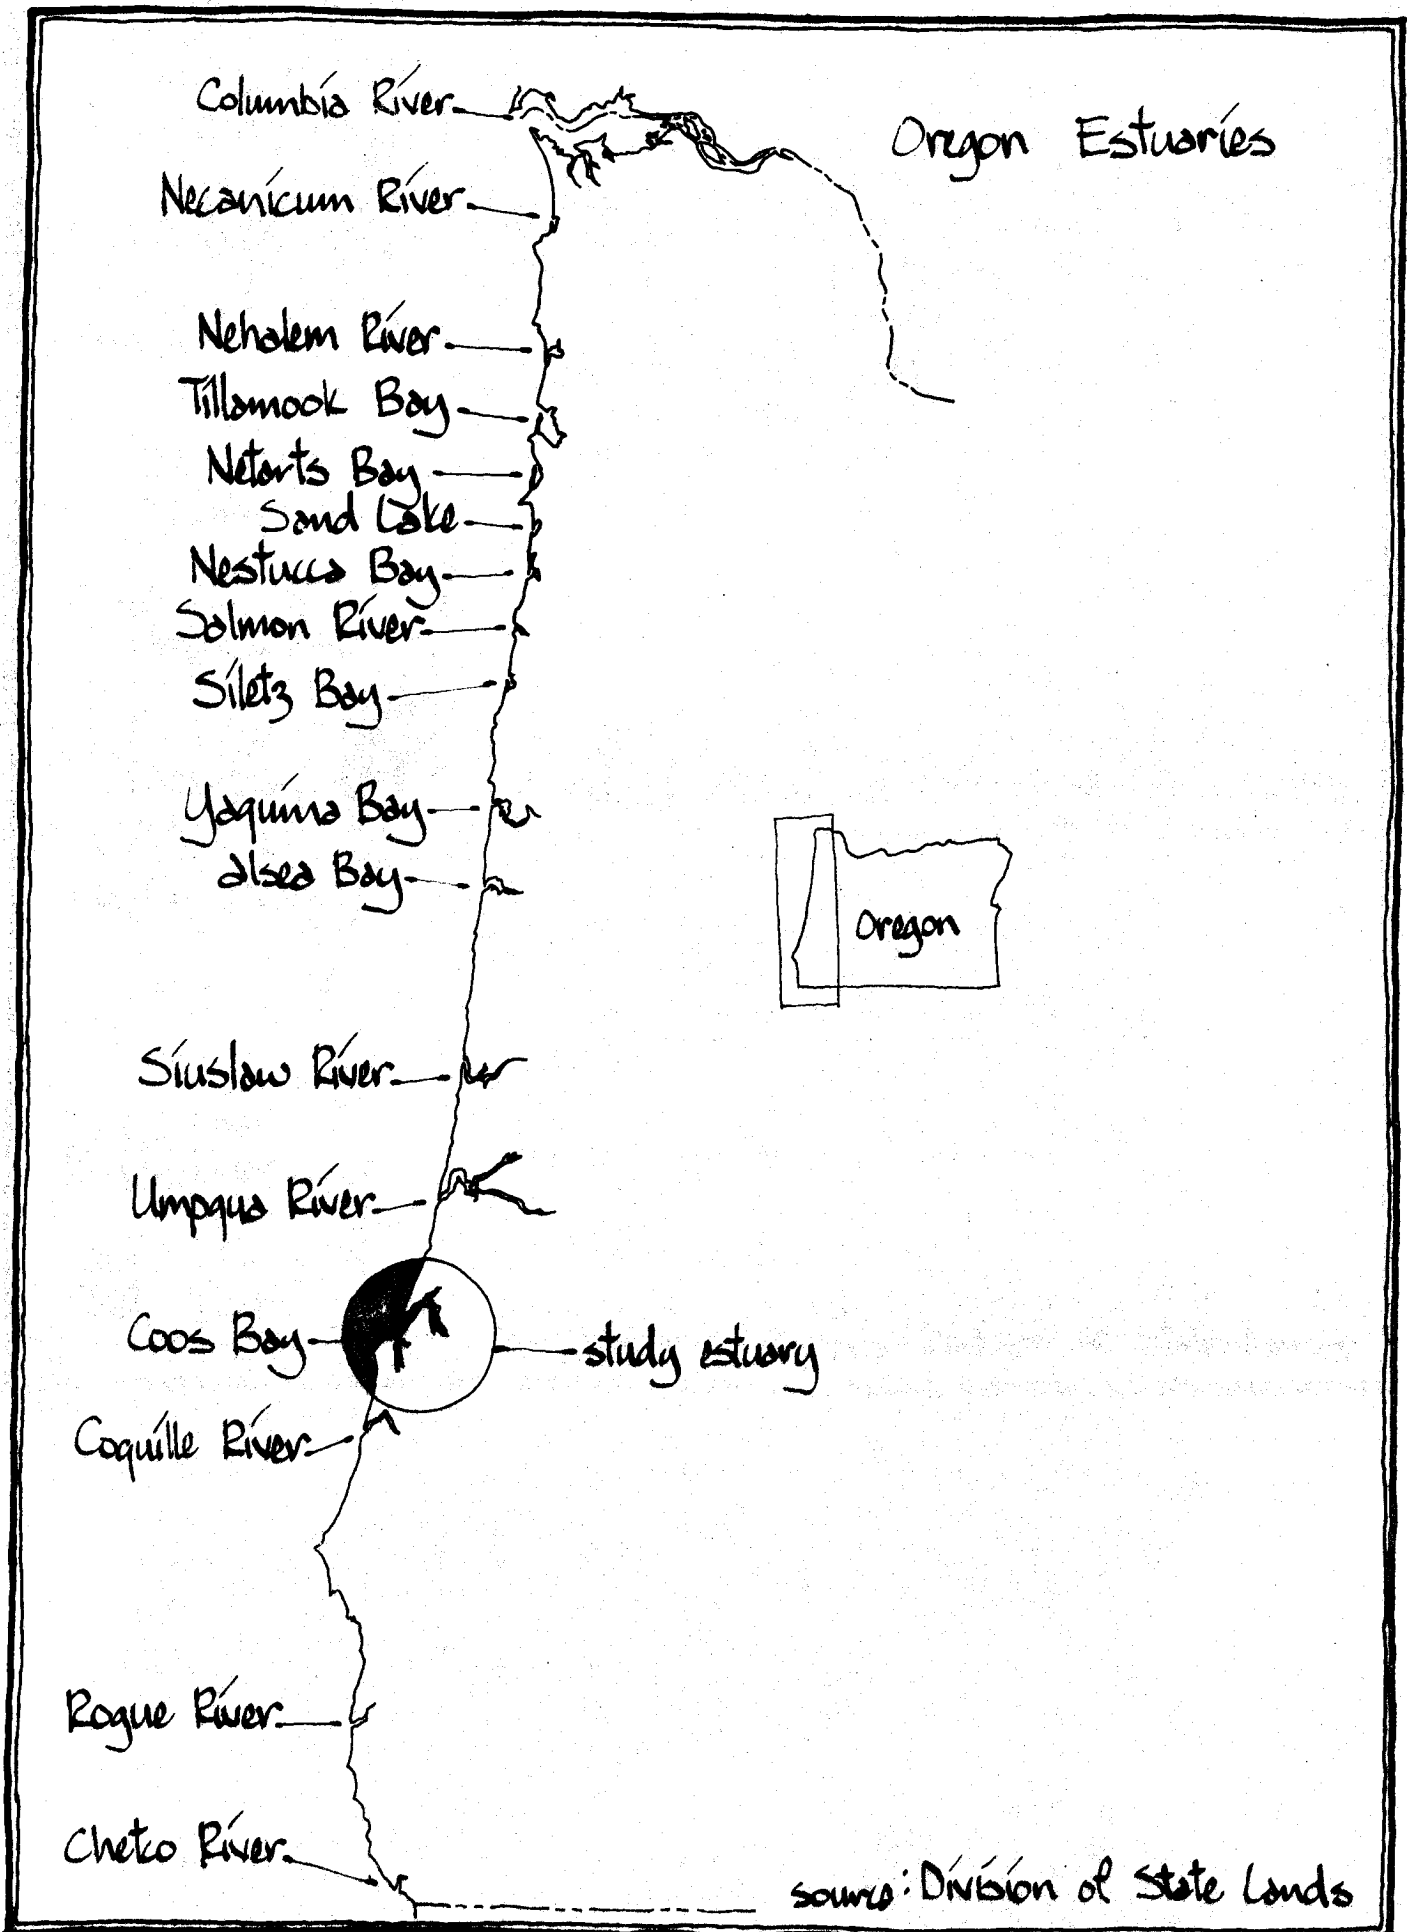 Columbia River
Oregon Estuaries
Necanicum River
Nehalem River
Tillamook Bay
Netarts Bay
Sand Lake
Nestucca Bay
Salmon River
Siletz Bay
Yaquina Bay
alsea Bay
Oregon
Siuslaw River
Umpqua River
Coos Bay
study estuary
Coquille River
Rogue River
Chetco River
source: Division of State Lands